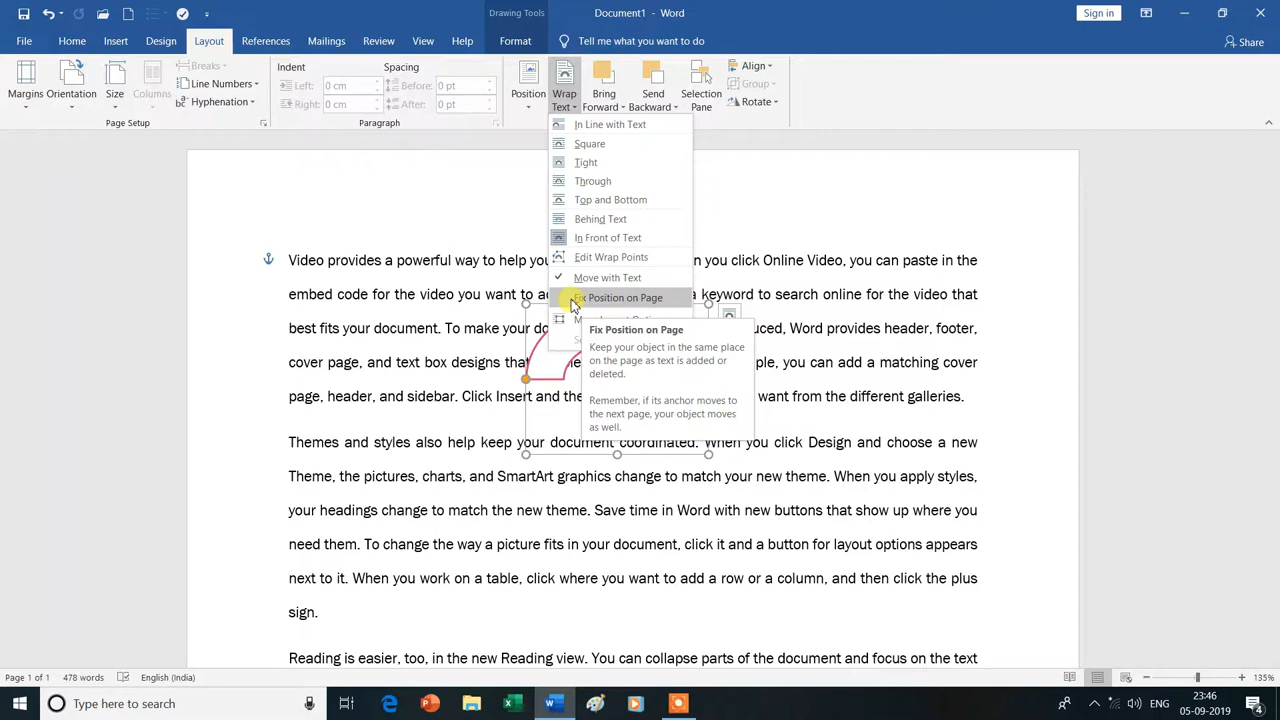 Drawing Tools
Document1 - Word
Sign in
File
Home
Insert
Design
Layout
References
Mailings
Review
View
Help
Format
Tell me what you want to do
Share
Margins
Orientation
Size
Columns
Breaks
Line Numbers
Hyphenation
Page Setup
Indent
Left: 0 cm
Right: 0 cm
Spacing
Before: 0 pt
After: 0 pt
Paragraph
Position
Wrap Text
Bring Forward
Send Backward
Selection Pane
Align
Group
Rotate
In Line with Text
Square
Tight
Through
Top and Bottom
Behind Text
In Front of Text
Edit Wrap Points
Move with Text
Fix Position on Page
Fix Position on Page
Keep your object in the same place
on the page as text is added or
deleted.
Remember, if its anchor moves to
the next page, your object moves
as well.
Video provides a powerful way to help you click Online Video, you can paste in the
embed code for the video you want to a keyword to search online for the video that
best fits your document. To make your Word provides header, footer,
cover page, and text box designs that you can add a matching cover
page, header, and sidebar. Click Insert and want from the different galleries.
Themes and styles also help keep your document coordinated. When you click Design and choose a new
Theme, the pictures, charts, and SmartArt graphics change to match your new theme. When you apply styles,
your headings change to match the new theme. Save time in Word with new buttons that show up where you
need them. To change the way a picture fits in your document, click it and a button for layout options appears
next to it. When you work on a table, click where you want to add a row or a column, and then click the plus
sign.
Reading is easier, too, in the new Reading view. You can collapse parts of the document and focus on the text
Page 1 of 1
478 words
English (India)
135%
Type here to search
ENG
23:46
05-09-2019